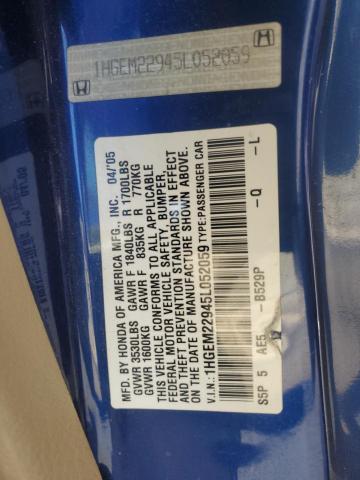 1HGEM22945L052059
MFD. BY HONDA OF AMERICA MFG., INC. 04/'05
GVWR 3530LBS GAWR F 1840LBS R 1700LBS
GVWR 1600KG GAWR F 835KG R 770KG
THIS VEHICLE CONFORMS TO ALL APPLICABLE
FEDERAL MOTOR VEHICLE SAFETY, BUMPER,
AND THEFT PREVENTION STANDARDS IN EFFECT
ON THE DATE OF MANUFACTURE SHOWN ABOVE.
V.I.N.: 1HGEM22945L052059 TYPE:PASSENGER CAR
S5P 5 AE5 - B529P - Q - L